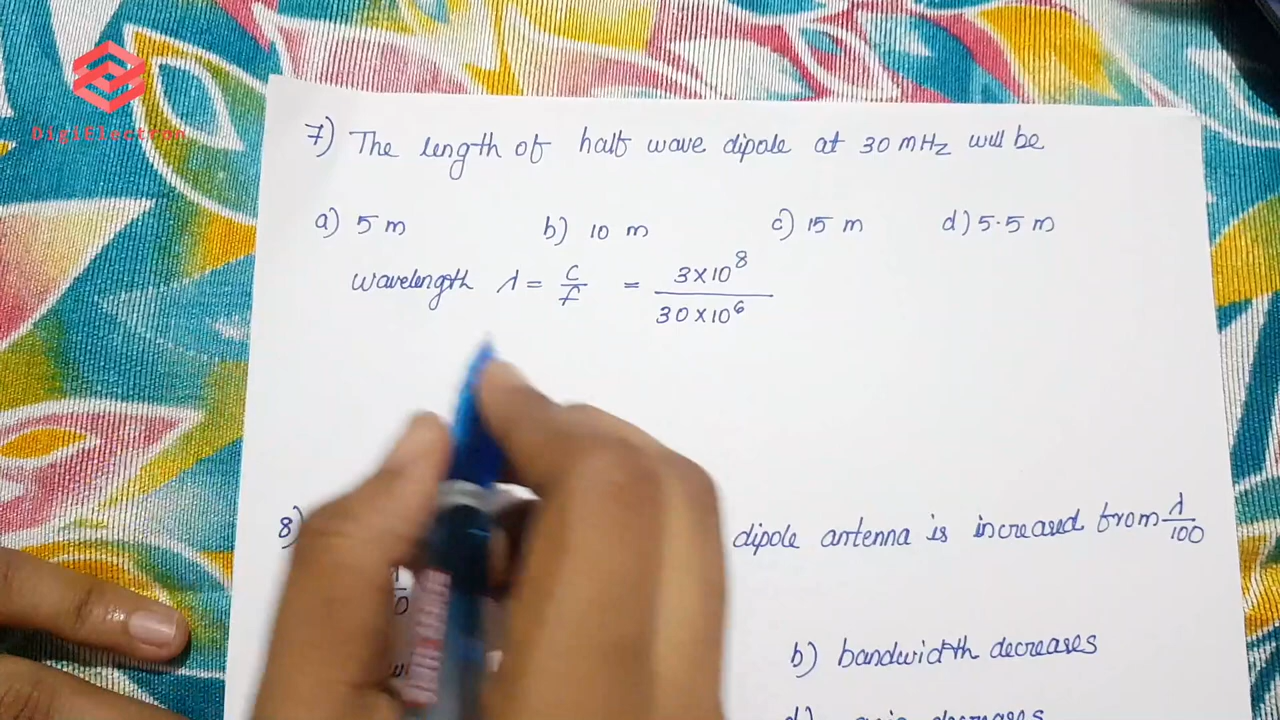 DigiElectron
7) The length of half wave dipole at 30 MHz will be
a) 5 m b) 10 m c) 15 m d) 5.5 m
wavelength λ = c/f = 3×10^8/30×10^6
8) dipole antenna is increased from λ/100
b) bandwidth decreases
d) decreases